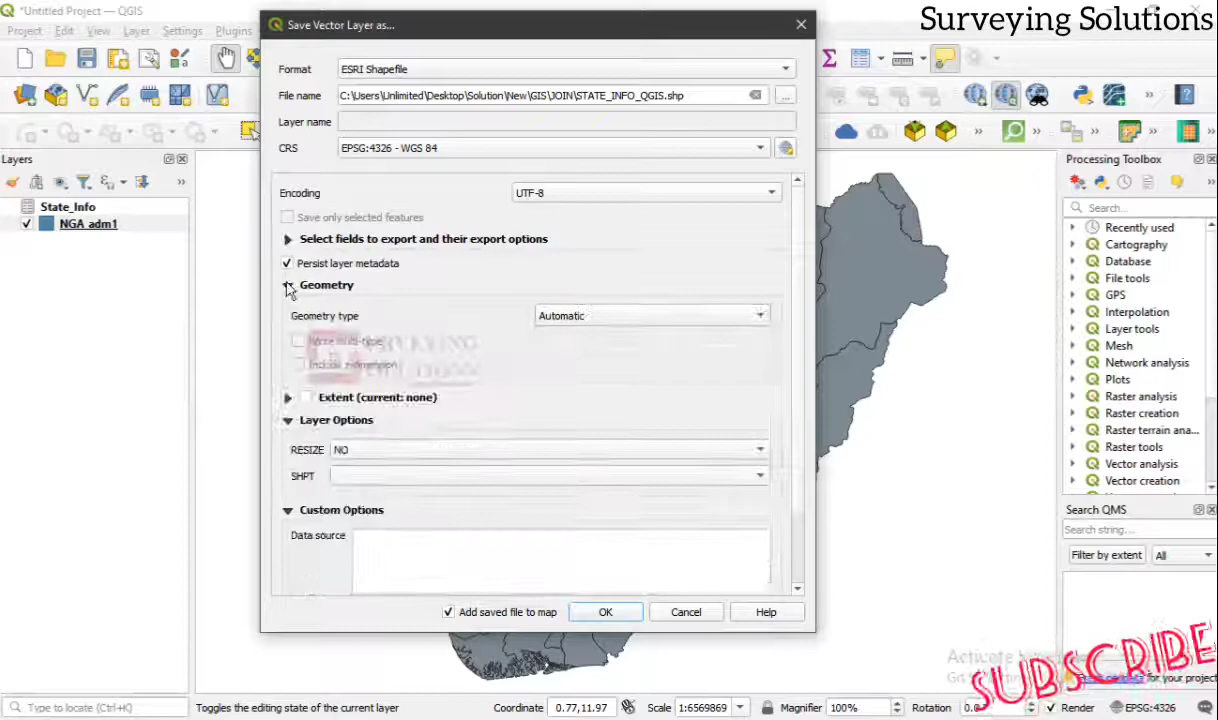 *Untitled Project — QGIS
Surveying Solutions
Project Edit View Layer Settings Plugins
Save Vector Layer as...
Format ESRI Shapefile
File name C:\Users\Unlimited\Desktop\Solution\New\GIS\JOIN\STATE_INFO_QGIS.shp
Layer name
CRS EPSG:4326 - WGS 84
Encoding UTF-8
Save only selected features
Select fields to export and their export options
Persist layer metadata
Geometry
Geometry type Automatic
Extent (current: none)
Layer Options
RESIZE NO
SHPT
Custom Options
Data source
Add saved file to map OK Cancel Help
Layers
State_Info
NGA_adm1
Processing Toolbox
Search...
Recently used
Cartography
Database
File tools
GPS
Interpolation
Layer tools
Mesh
Network analysis
Plots
Raster analysis
Raster creation
Raster terrain ana...
Raster tools
Vector analysis
Vector creation
Search QMS
Search string...
Filter by extent All
Activate
SUBSCRIBE
for your project
Type to locate (Ctrl+K) Toggles the editing state of the current layer Coordinate 0.77,11.97 Scale 1:6569869 Magnifier 100% Rotation Render EPSG:4326